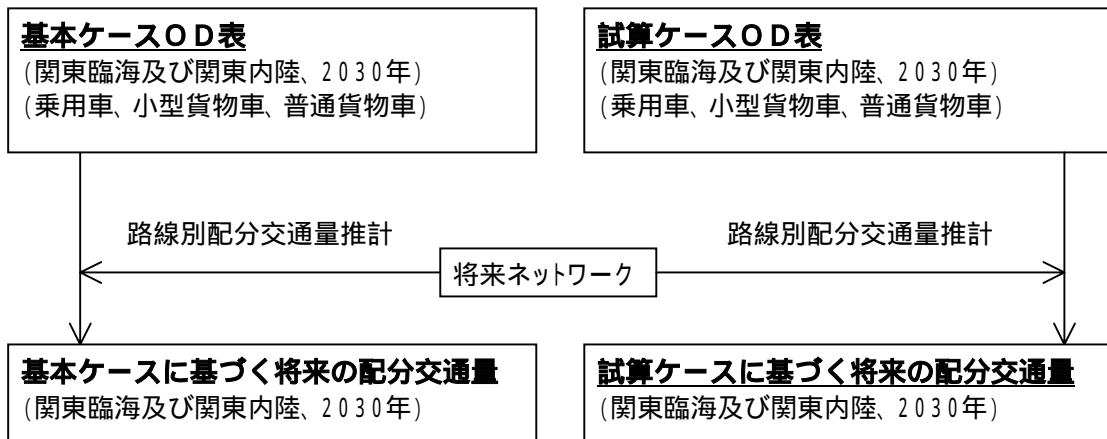 基本ケースＯＤ表
(関東臨海及び関東内陸、2030年)
(乗用車、小型貨物車、普通貨物車)
試算ケースＯＤ表
(関東臨海及び関東内陸、2030年)
(乗用車、小型貨物車、普通貨物車)
路線別配分交通量推計
路線別配分交通量推計
将来ネットワーク
基本ケースに基づく将来の配分交通量
(関東臨海及び関東内陸、2030年)
試算ケースに基づく将来の配分交通量
(関東臨海及び関東内陸、2030年)